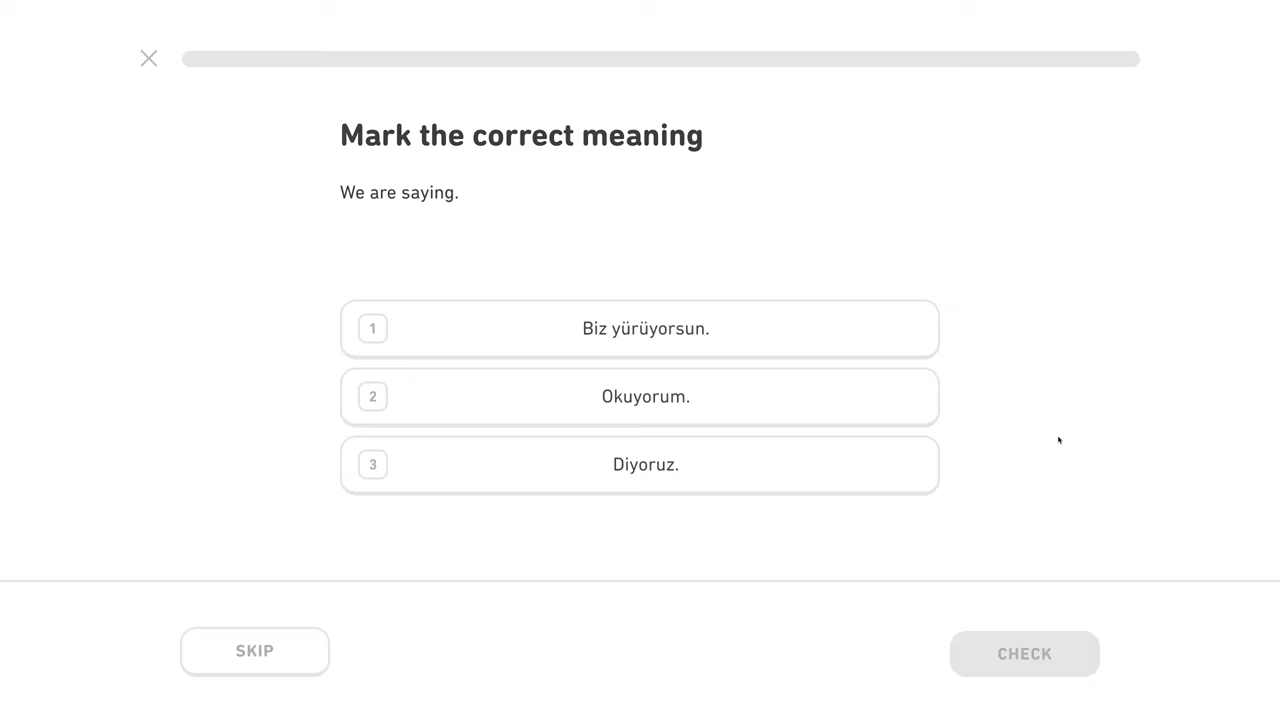 Mark the correct meaning
We are saying.
1 Biz yürüyorsun.
2 Okuyorum.
3 Diyoruz.
SKIP
CHECK